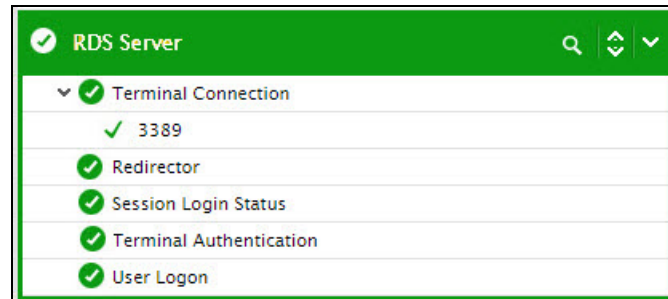 RDS Server
Terminal Connection
3389
Redirector
Session Login Status
Terminal Authentication
User Logon